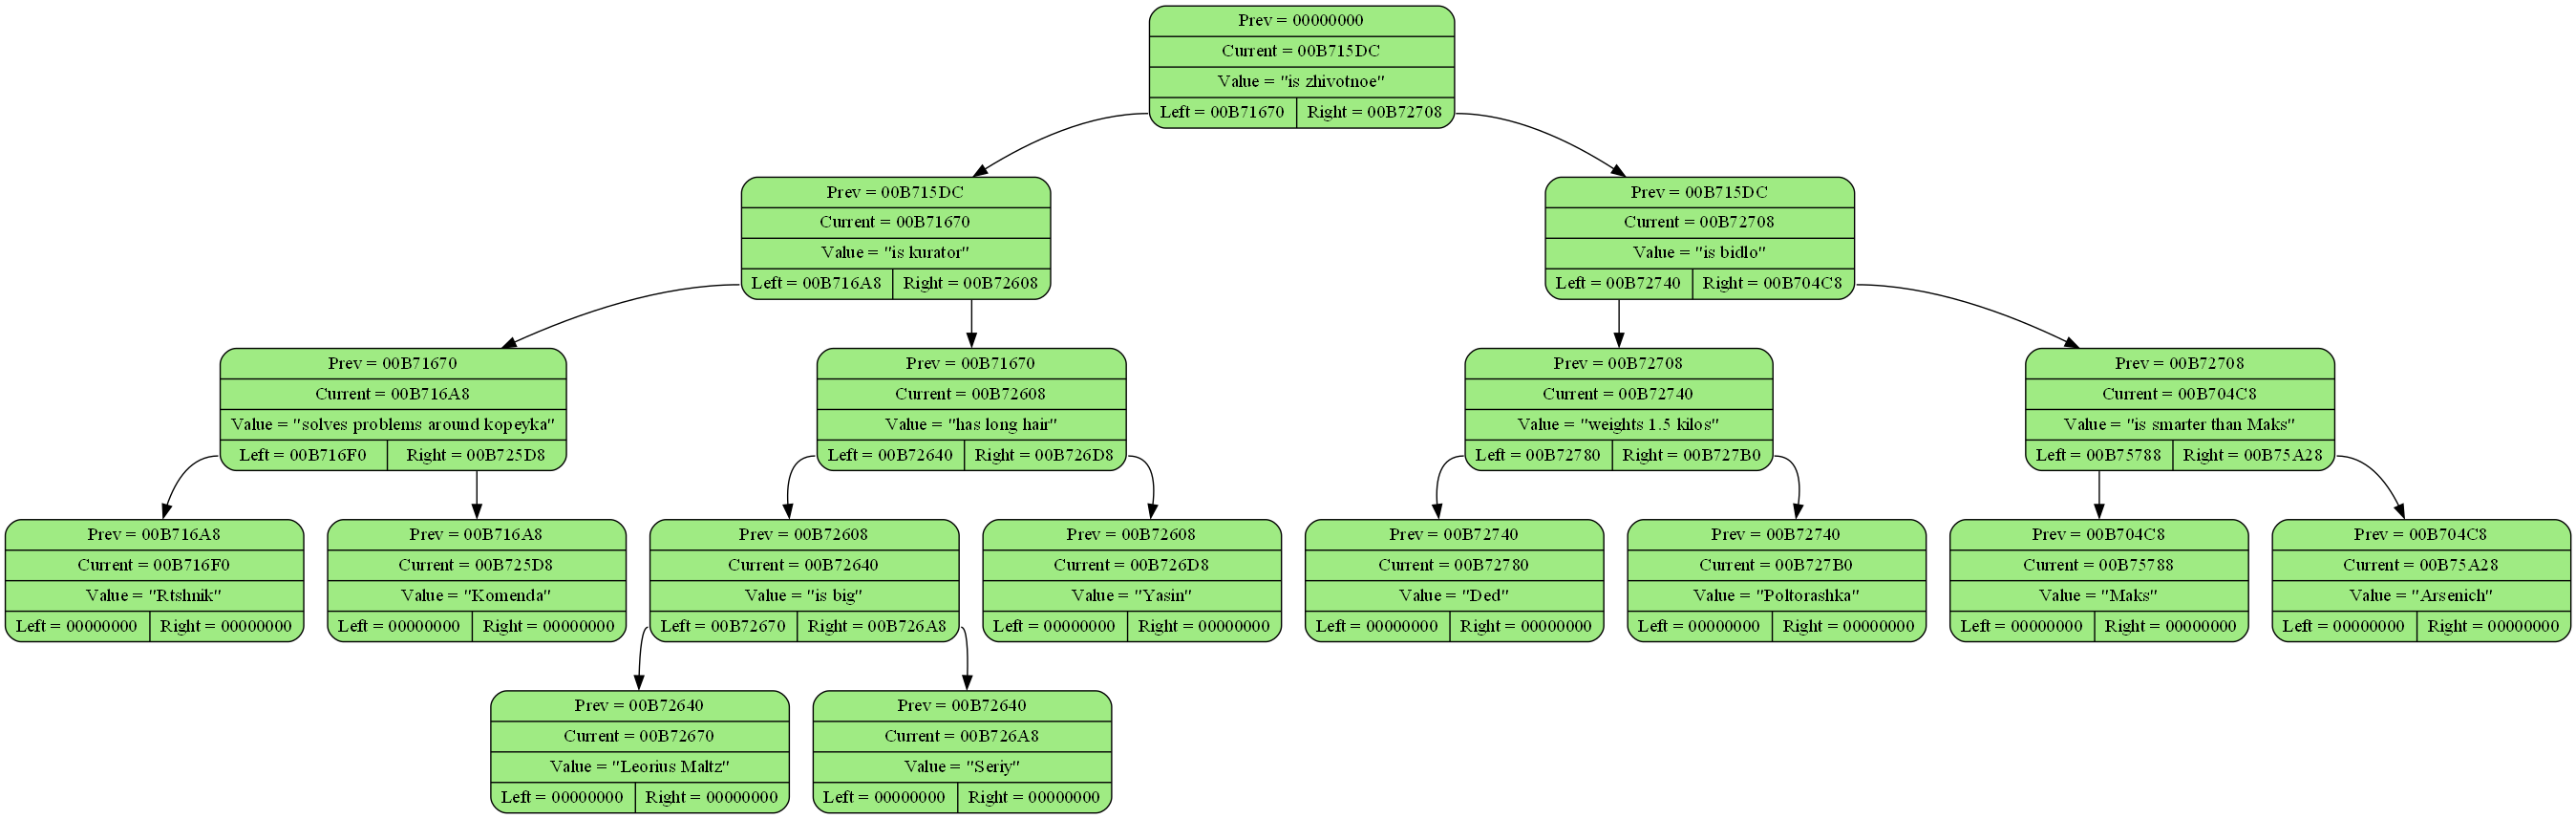 Prev = 00000000
Current = 00B715DC
Value = "is zhivotnoe"
Left = 00B71670 Right = 00B72708
Prev = 00B715DC
Current = 00B71670
Value = "is kurator"
Left = 00B716A8 Right = 00B72608
Prev = 00B715DC
Current = 00B72708
Value = "is bidlo"
Left = 00B72740 Right = 00B704C8
Prev = 00B71670
Current = 00B716A8
Value = "solves problems around kopeyka"
Left = 00B716F0 Right = 00B725D8
Prev = 00B71670
Current = 00B72608
Value = "has long hair"
Left = 00B72640 Right = 00B726D8
Prev = 00B72708
Current = 00B72740
Value = "weights 1.5 kilos"
Left = 00B72780 Right = 00B727B0
Prev = 00B72708
Current = 00B704C8
Value = "is smarter than Maks"
Left = 00B75788 Right = 00B75A28
Prev = 00B716A8
Current = 00B716F0
Value = "Rtshnik"
Left = 00000000 Right = 00000000
Prev = 00B716A8
Current = 00B725D8
Value = "Komenda"
Left = 00000000 Right = 00000000
Prev = 00B72608
Current = 00B72640
Value = "is big"
Left = 00B72670 Right = 00B726A8
Prev = 00B72608
Current = 00B726D8
Value = "Yasin"
Left = 00000000 Right = 00000000
Prev = 00B72740
Current = 00B72780
Value = "Ded"
Left = 00000000 Right = 00000000
Prev = 00B72740
Current = 00B727B0
Value = "Poltorashka"
Left = 00000000 Right = 00000000
Prev = 00B704C8
Current = 00B75788
Value = "Maks"
Left = 00000000 Right = 00000000
Prev = 00B704C8
Current = 00B75A28
Value = "Arsenich"
Left = 00000000 Right = 00000000
Prev = 00B72640
Current = 00B72670
Value = "Leorius Maltz"
Left = 00000000 Right = 00000000
Prev = 00B72640
Current = 00B726A8
Value = "Seriy"
Left = 00000000 Right = 00000000